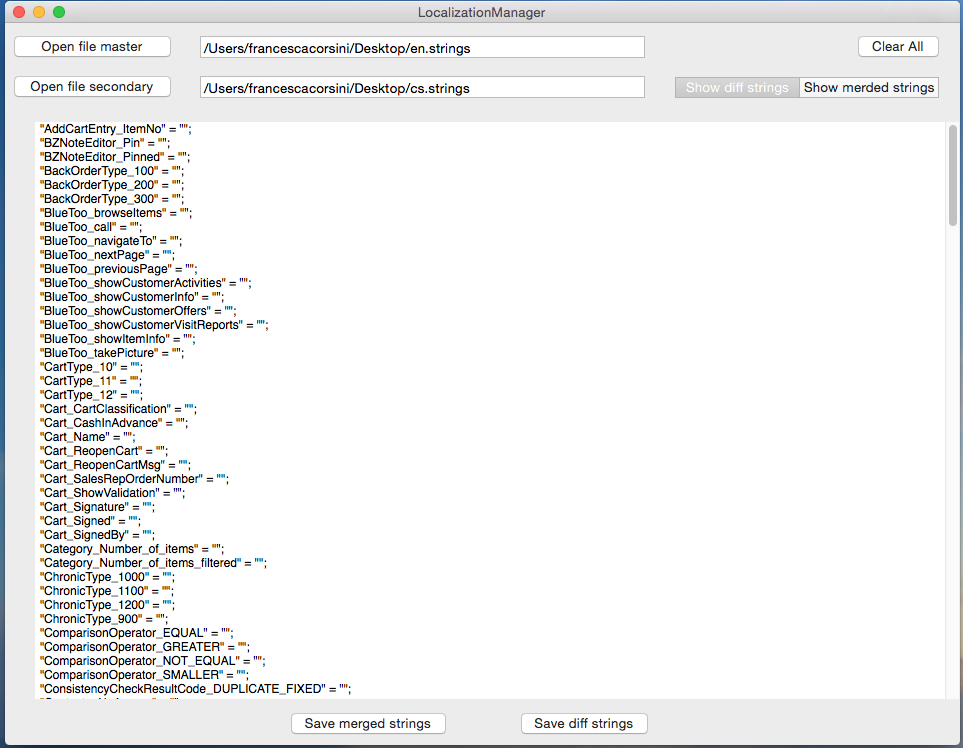 LocalizationManager
Open file master
/Users/francescacorsini/Desktop/en.strings
Clear All
Open file secondary
/Users/francescacorsini/Desktop/cs.strings
Show diff strings
Show merded strings
"AddCartEntry_ItemNo" = "";
"BZNoteEditor_Pin" = "";
"BZNoteEditor_Pinned" = "";
"BackOrderType_100" = "";
"BackOrderType_200" = "";
"BackOrderType_300" = "";
"BlueToo_browseItems" = "";
"BlueToo_call" = "";
"BlueToo_navigateTo" = "";
"BlueToo_nextPage" = "";
"BlueToo_previousPage" = "";
"BlueToo_showCustomerActivities" = "";
"BlueToo_showCustomerInfo" = "";
"BlueToo_showCustomerOffers" = "";
"BlueToo_showCustomerVisitReports" = "";
"BlueToo_showItemInfo" = "";
"BlueToo_takePicture" = "";
"CartType_10" = "";
"CartType_11" = "";
"CartType_12" = "";
"Cart_CartClassification" = "";
"Cart_CashInAdvance" = "";
"Cart_Name" = "";
"Cart_ReopenCart" = "";
"Cart_ReopenCartMsg" = "";
"Cart_SalesRepOrderNumber" = "";
"Cart_ShowValidation" = "";
"Cart_Signature" = "";
"Cart_Signed" = "";
"Cart_SignedBy" = "";
"Category_Number_of_items" = "";
"Category_Number_of_items_filtered" = "";
"ChronicType_1000" = "";
"ChronicType_1100" = "";
"ChronicType_1200" = "";
"ChronicType_900" = "";
"ComparisonOperator_EQUAL" = "";
"ComparisonOperator_GREATER" = "";
"ComparisonOperator_NOT_EQUAL" = "";
"ComparisonOperator_SMALLER" = "";
"ConsistencyCheckResultCode_DUPLICATE_FIXED" = "";
Save merged strings
Save diff strings